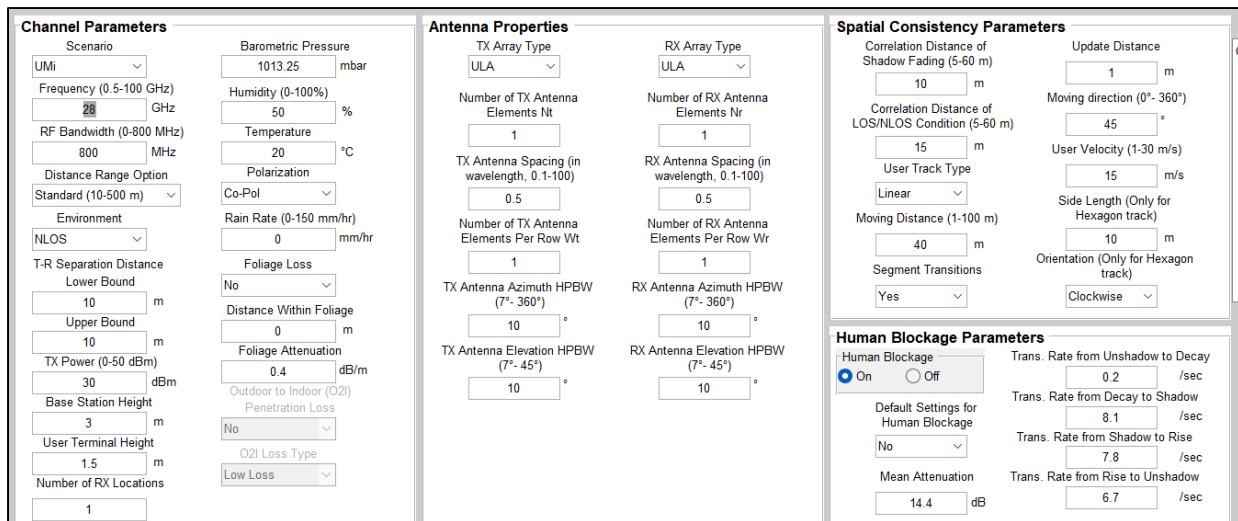 Channel Parameters
Scenario
UMi
Frequency (0.5-100 GHz)
28 GHz
RF Bandwidth (0-800 MHz)
800 MHz
Distance Range Option
Standard (10-500 m)
Environment
NLOS
T-R Separation Distance
Lower Bound
10 m
Upper Bound
10 m
TX Power (0-50 dBm)
30 dBm
Base Station Height
3 m
User Terminal Height
1.5 m
Number of RX Locations
1
Barometric Pressure
1013.25 mbar
Humidity (0-100%)
50 %
Temperature
20 °C
Polarization
Co-Pol
Rain Rate (0-150 mm/hr)
0 mm/hr
Foliage Loss
No
Distance Within Foliage
0 m
Foliage Attenuation
0.4 dB/m
Outdoor to Indoor (O2I)
Penetration Loss
No
O2I Loss Type
Low Loss
Antenna Properties
TX Array Type
ULA
Number of TX Antenna
Elements Nt
1
TX Antenna Spacing (in
wavelength, 0.1-100)
0.5
Number of TX Antenna
Elements Per Row Wt
1
TX Antenna Azimuth HPBW
(7°- 360°)
10 °
TX Antenna Elevation HPBW
(7°- 45°)
10 °
RX Array Type
ULA
Number of RX Antenna
Elements Nr
1
RX Antenna Spacing (in
wavelength, 0.1-100)
0.5
Number of RX Antenna
Elements Per Row Wr
1
RX Antenna Azimuth HPBW
(7°- 360°)
10 °
RX Antenna Elevation HPBW
(7°- 45°)
10 °
Spatial Consistency Parameters
Correlation Distance of
Shadow Fading (5-60 m)
10 m
Correlation Distance of
LOS/NLOS Condition (5-60 m)
15 m
User Track Type
Linear
Moving Distance (1-100 m)
40 m
Segment Transitions
Yes
Update Distance
1 m
Moving direction (0°- 360°)
45 °
User Velocity (1-30 m/s)
15 m/s
Side Length (Only for
Hexagon track)
10 m
Orientation (Only for Hexagon
track)
Clockwise
Human Blockage Parameters
Human Blockage
On Off
Default Settings for
Human Blockage
No
Mean Attenuation
14.4 dB
Trans. Rate from Unshadow to Decay
0.2 /sec
Trans. Rate from Decay to Shadow
8.1 /sec
Trans. Rate from Shadow to Rise
7.8 /sec
Trans. Rate from Rise to Unshadow
6.7 /sec